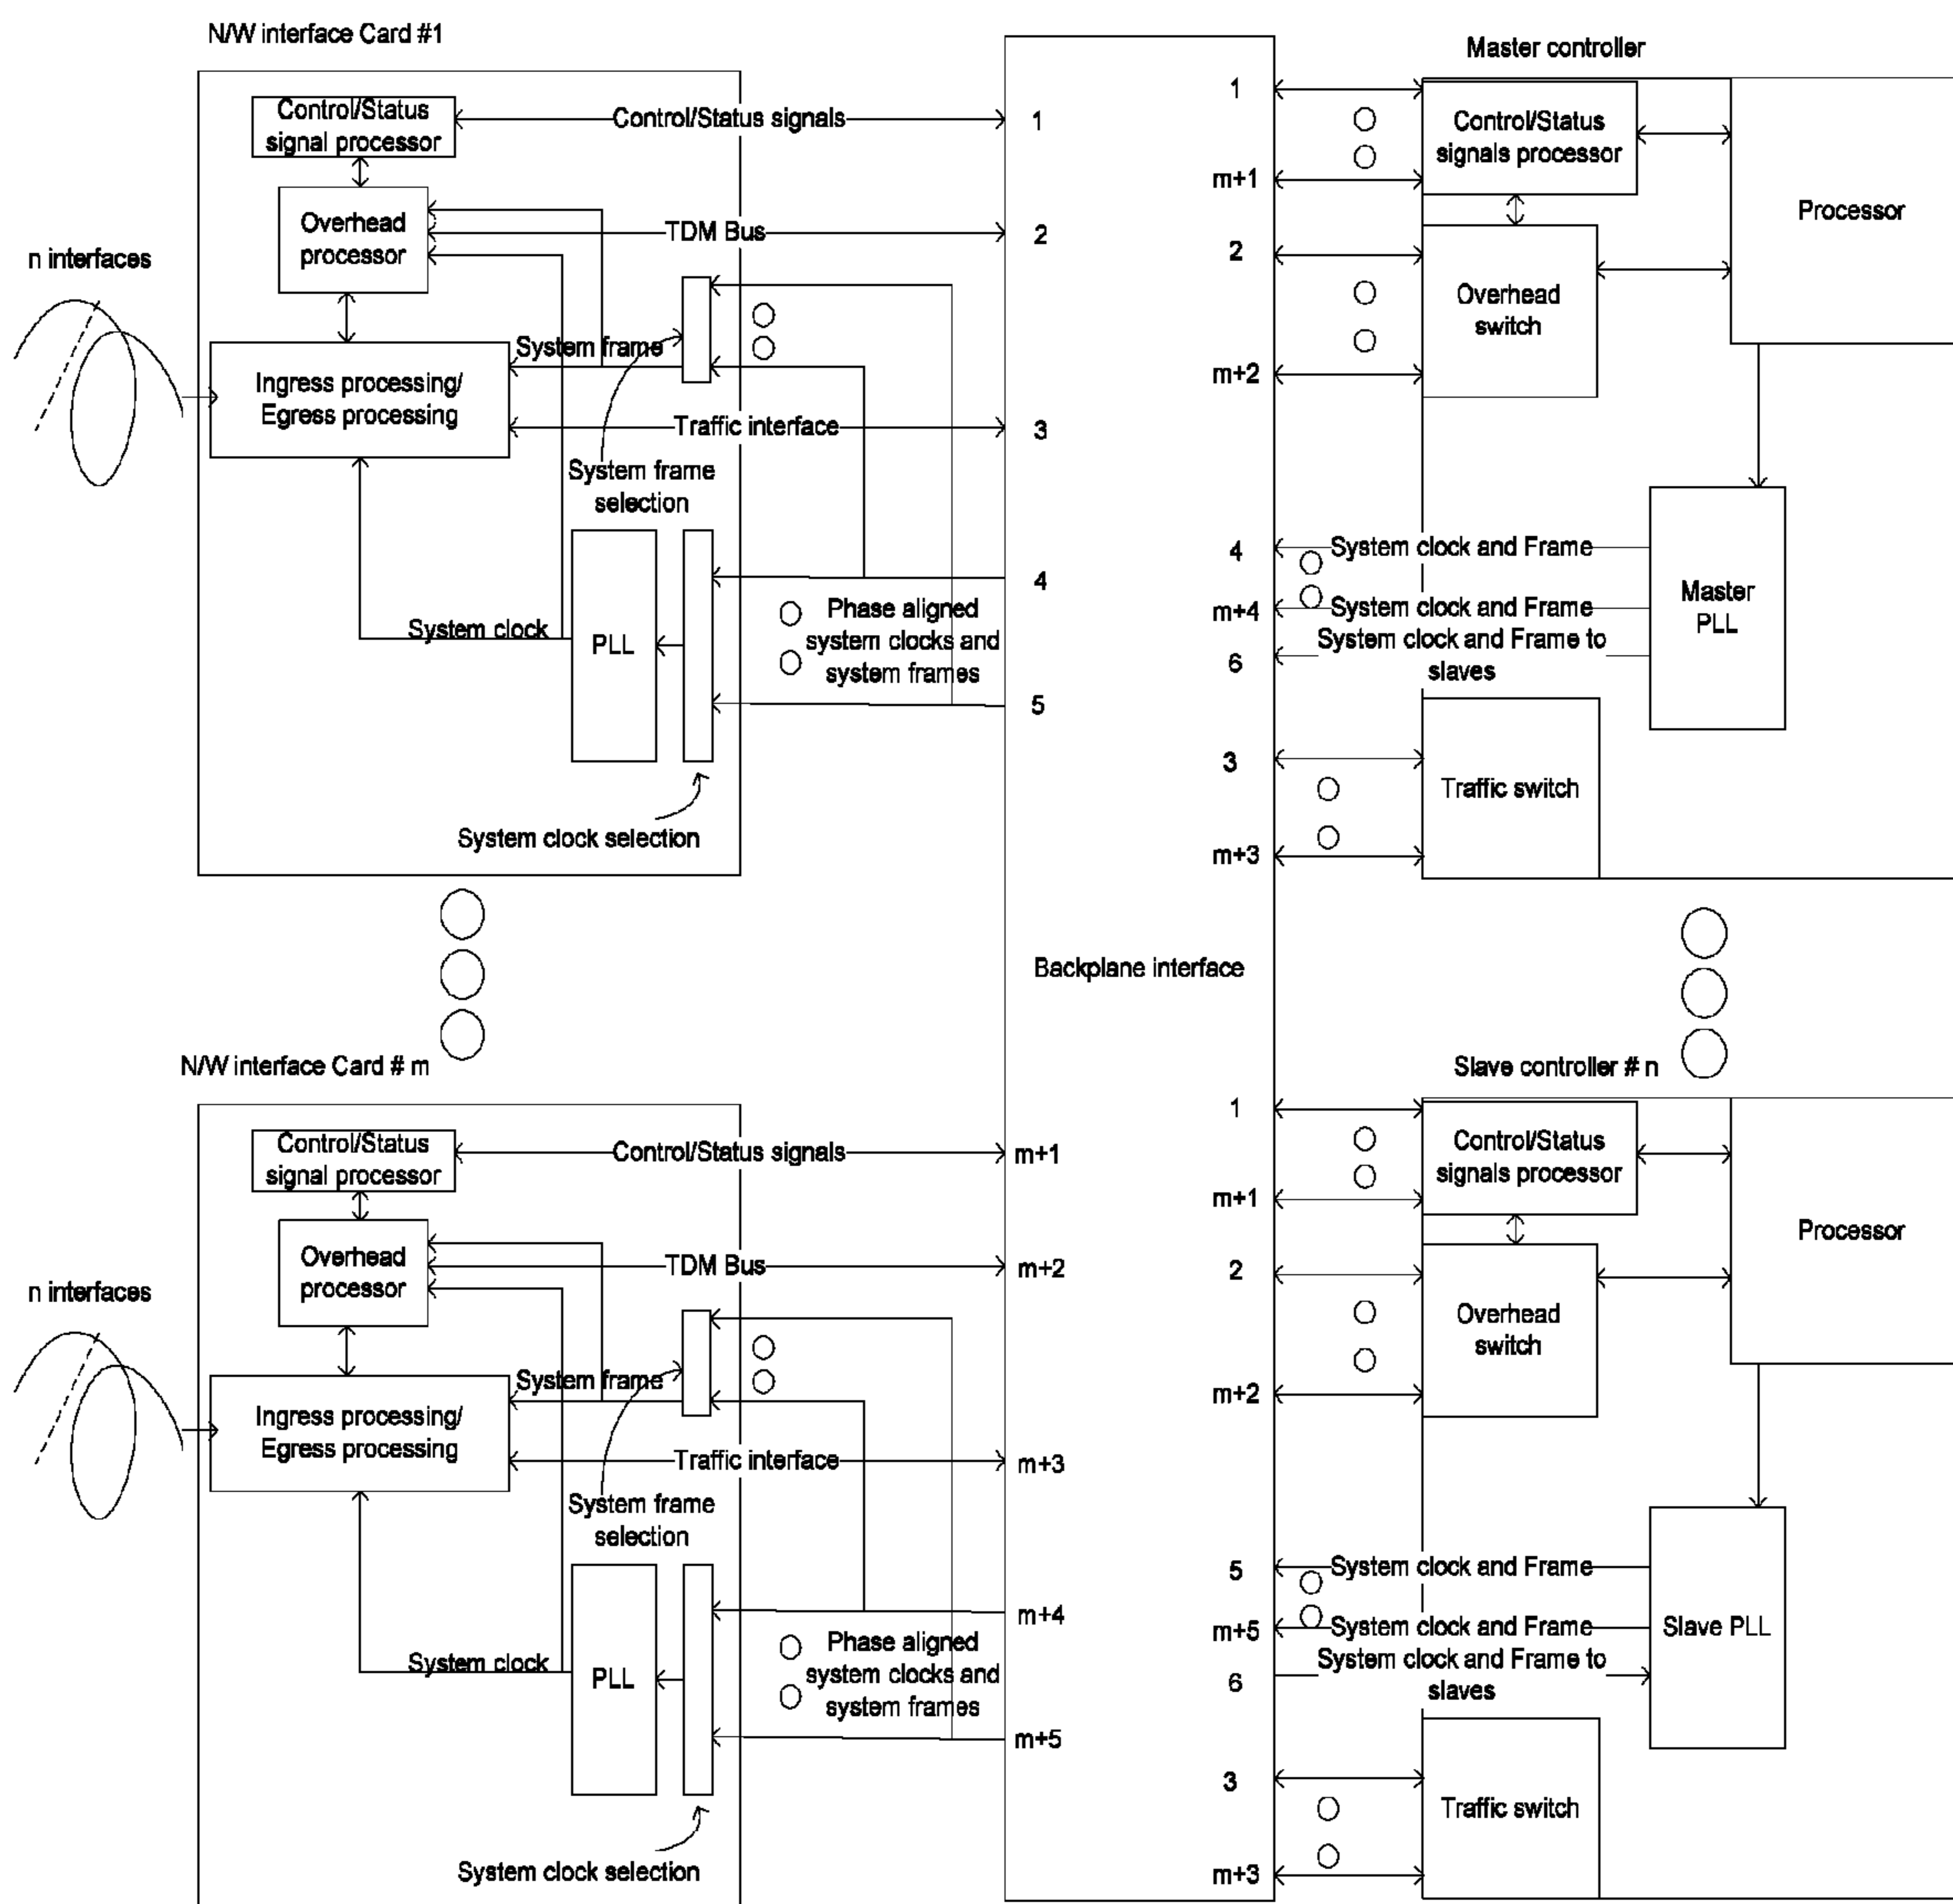 N/W interface Card #1
Control/Status
signal processor
Control/Status signals
1
Overhead
processor
TDM Bus
2
n interfaces
System frame
Ingress processing/
Egress processing
Traffic interface
3
System frame
selection
4
Phase aligned
system clocks and
system frames
System clock
PLL
5
System clock selection
N/W interface Card # m
Control/Status
signal processor
Control/Status signals
m+1
Overhead
processor
TDM Bus
m+2
n interfaces
System frame
Ingress processing/
Egress processing
Traffic interface
m+3
System frame
selection
m+4
Phase aligned
system clocks and
system frames
System clock
PLL
m+5
System clock selection
Backplane interface
Master controller
1
Control/Status
signals processor
m+1
Processor
2
Overhead
switch
m+2
4
System clock and Frame
m+4
System clock and Frame
Master
PLL
6
System clock and Frame to
slaves
3
Traffic switch
m+3
Slave controller # n
1
Control/Status
signals processor
m+1
Processor
2
Overhead
switch
m+2
5
System clock and Frame
m+5
System clock and Frame
Slave PLL
6
System clock and Frame to
slaves
3
Traffic switch
m+3